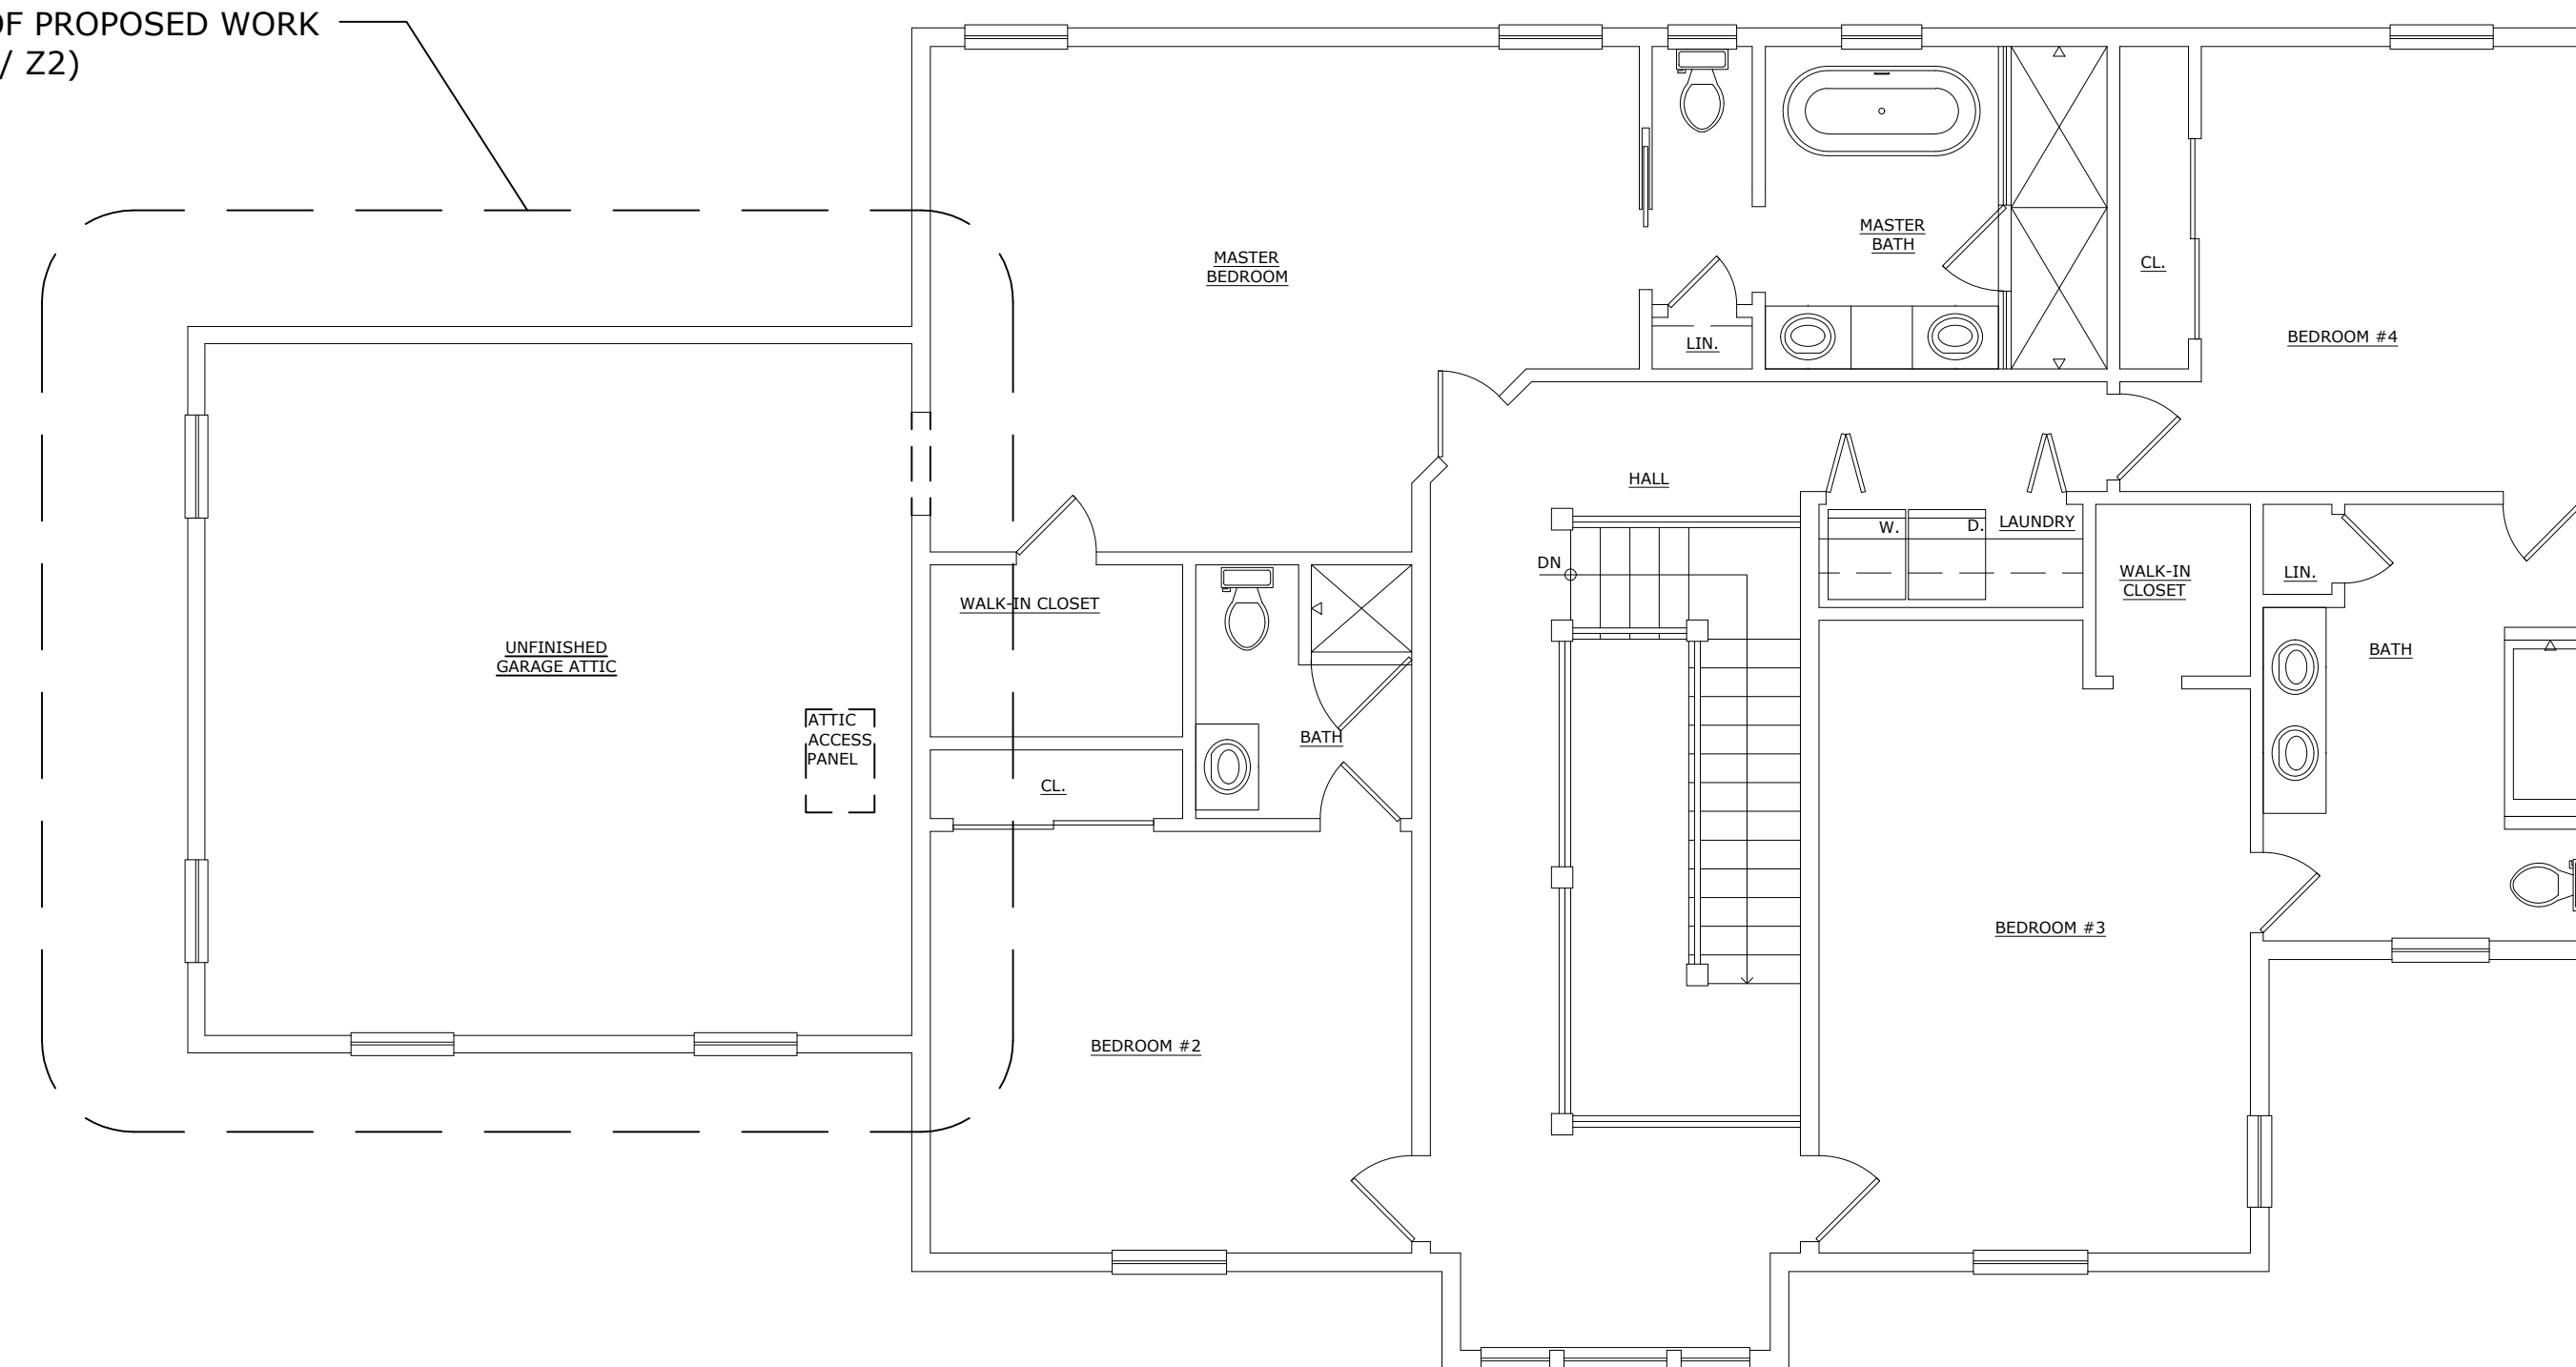 OF PROPOSED WORK
/ Z2)
MASTER
BEDROOM
MASTER
BATH
CL.
BEDROOM #4
LIN.
HALL
W.
D.
LAUNDRY
DN
WALK-IN
CLOSET
LIN.
WALK-IN CLOSET
UNFINISHED
GARAGE ATTIC
BATH
ATTIC
ACCESS
PANEL
BATH
CL.
BEDROOM #3
BEDROOM #2